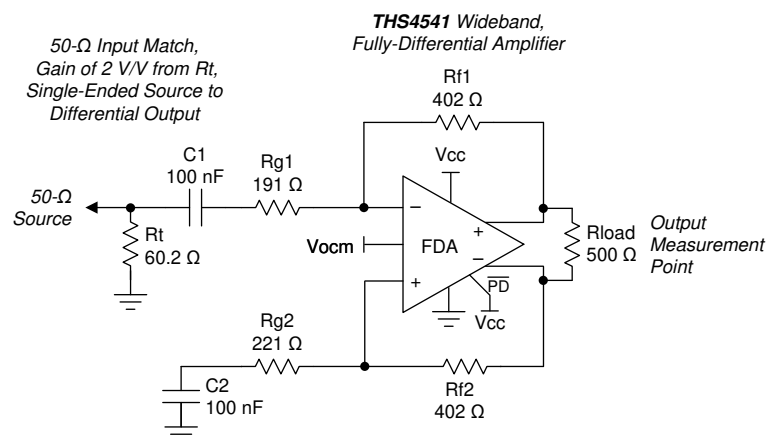 THS4541 Wideband,
Fully-Differential Amplifier
50-Ω Input Match,
Gain of 2 V/V from Rt,
Single-Ended Source to
Differential Output
Rf1
402 Ω
C1
100 nF
Rg1
191 Ω
Vcc
50-Ω
Source
Rt
60.2 Ω
Vocm
−
+
FDA
+
−
PD
Vcc
Rload
500 Ω
Output
Measurement
Point
Rg2
221 Ω
C2
100 nF
Rf2
402 Ω